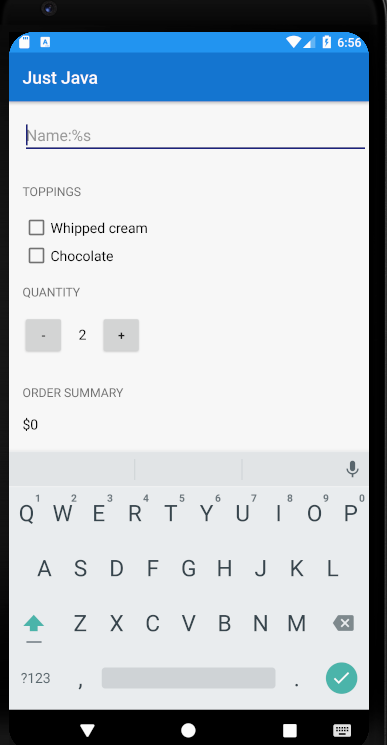 6:56
Just Java
Name:%s
TOPPINGS
Whipped cream
Chocolate
QUANTITY
- 2 +
ORDER SUMMARY
$0
1 2 3 4 5 6 7 8 9 0
Q W E R T Y U I O P
A S D F G H J K L
Z X C V B N M
?123 , .